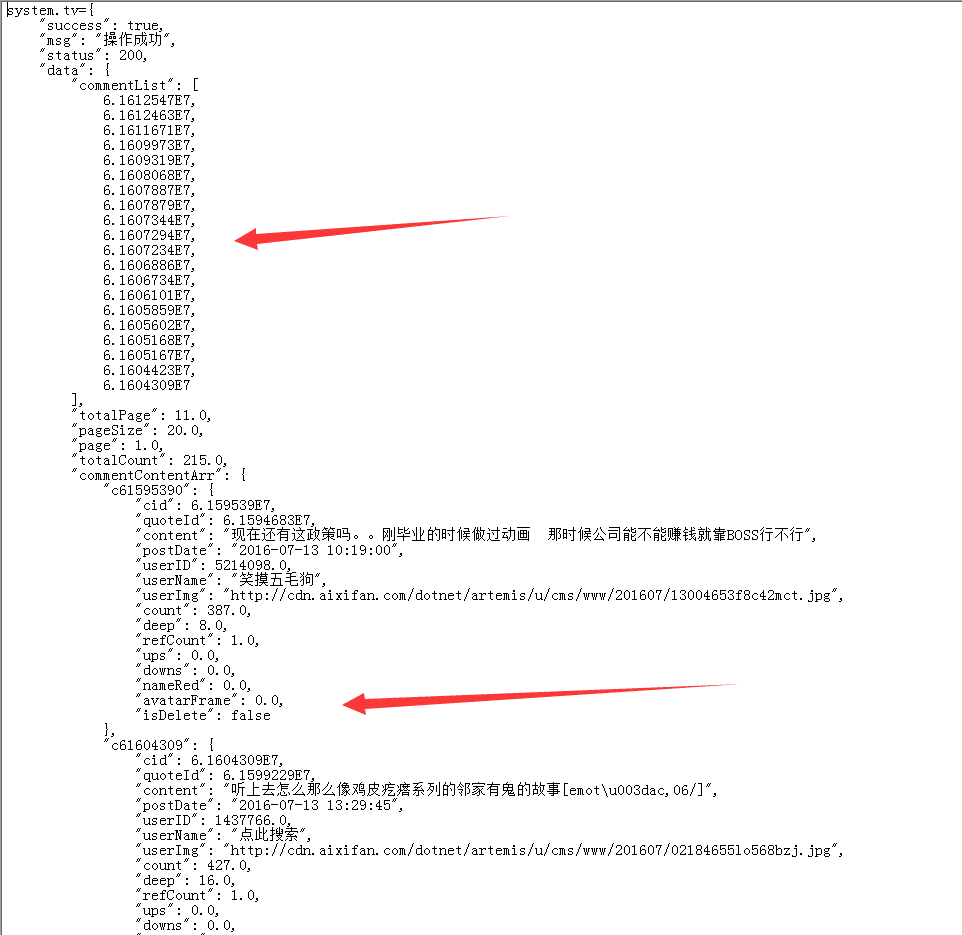 system.tv={
"success": true,
"msg": "操作成功",
"status": 200,
"data": {
"commentList": [
6.1612547E7,
6.1612463E7,
6.1611671E7,
6.1609973E7,
6.1609319E7,
6.1608068E7,
6.1607887E7,
6.1607879E7,
6.1607344E7,
6.1607294E7,
6.1607234E7,
6.1606886E7,
6.1606734E7,
6.1606101E7,
6.1605859E7,
6.1605602E7,
6.1605168E7,
6.1605167E7,
6.1604423E7,
6.1604309E7
],
"totalPage": 11.0,
"pageSize": 20.0,
"page": 1.0,
"totalCount": 215.0,
"commentContentArr": {
"c61595390": {
"cid": 6.159539E7,
"quoteId": 6.1594683E7,
"content": "现在还有这政策吗。。刚毕业的时候做过动画  那时候公司能不能赚钱就靠BOSS行不行",
"postDate": "2016-07-13 10:19:00",
"userID": 5214098.0,
"userName": "笑摸五毛狗",
"userImg": "http://cdn.aixifan.com/dotnet/artemis/u/cms/www/201607/13004653f8c42mct.jpg",
"count": 387.0,
"deep": 8.0,
"refCount": 1.0,
"ups": 0.0,
"downs": 0.0,
"nameRed": 0.0,
"avatarFrame": 0.0,
"isDelete": false
},
"c61604309": {
"cid": 6.1604309E7,
"quoteId": 6.1599229E7,
"content": "听上去怎么那么像鸡皮疙瘩系列的邻家有鬼的故事[emot\u003dac,06/]",
"postDate": "2016-07-13 13:29:45",
"userID": 1437766.0,
"userName": "点此搜索",
"userImg": "http://cdn.aixifan.com/dotnet/artemis/u/cms/www/201607/02184655lo568bzj.jpg",
"count": 427.0,
"deep": 16.0,
"refCount": 1.0,
"ups": 0.0,
"downs": 0.0,